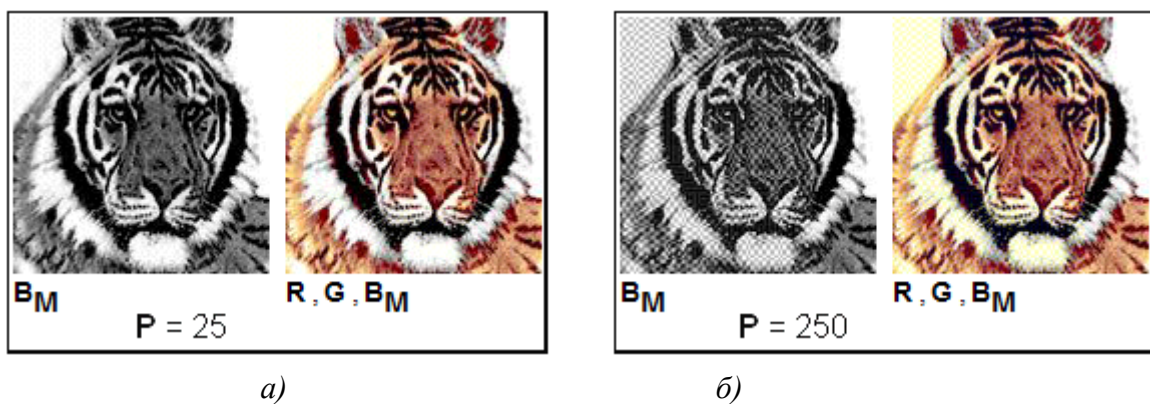 B_M R , G , B_M
P = 25
B_M R , G , B_M
P = 250
а) б)